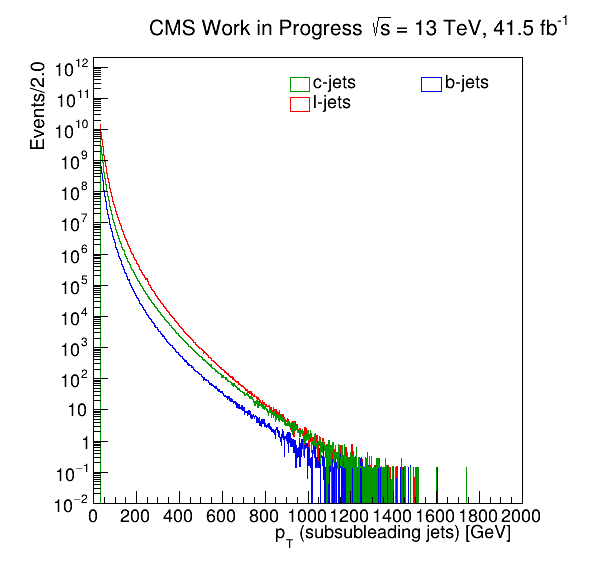 CMS Work in Progress √s = 13 TeV, 41.5 fb⁻¹
Events/2.0
c-jets
b-jets
l-jets
10¹²
10¹¹
10¹⁰
10⁹
10⁸
10⁷
10⁶
10⁵
10⁴
10³
10²
10
1
10⁻¹
10⁻²
0 200 400 600 800 1000 1200 1400 1600 1800 2000
p_T (subsubleading jets) [GeV]